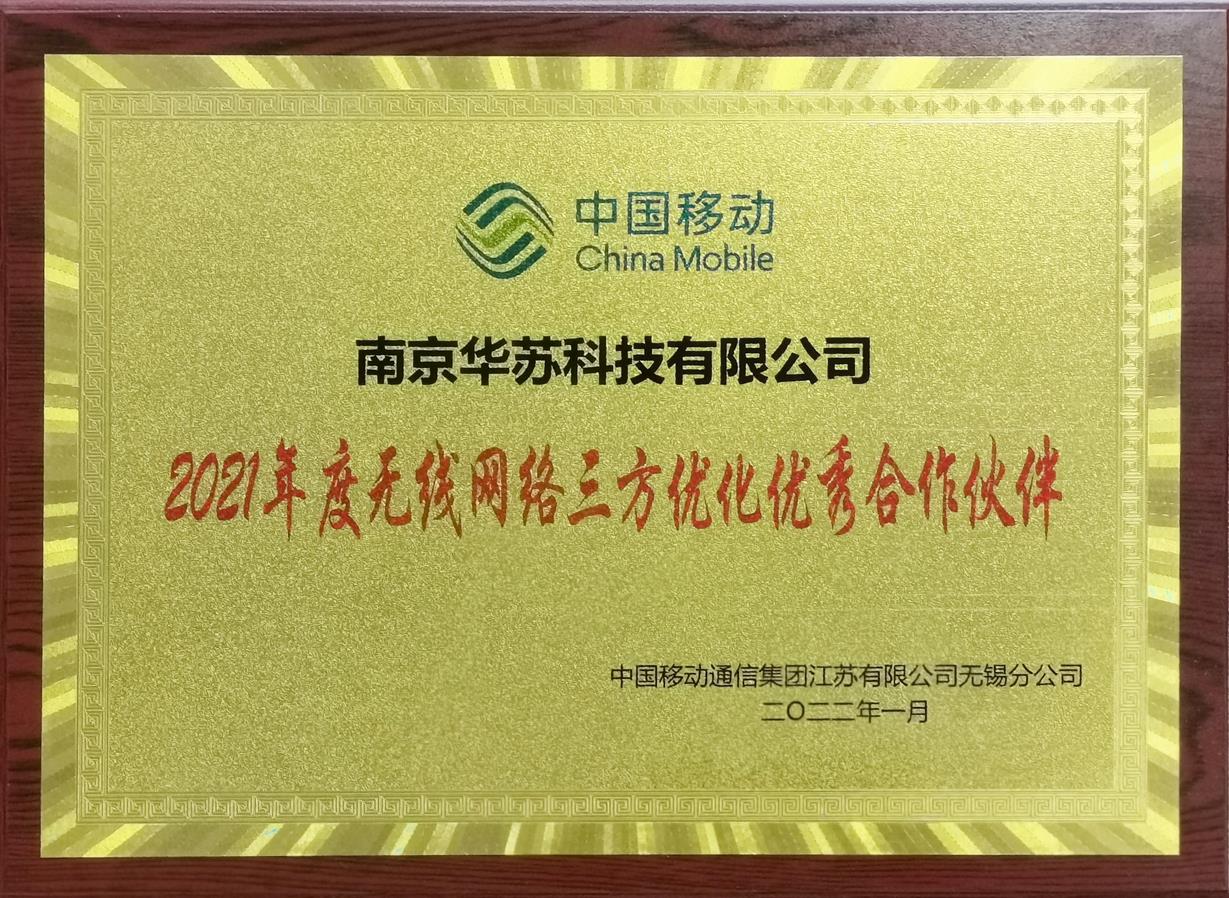 中国移动
China Mobile
南京华苏科技有限公司
2021年度无线网络三方优化优秀合作伙伴
中国移动通信集团江苏有限公司无锡分公司
二〇二二年一月